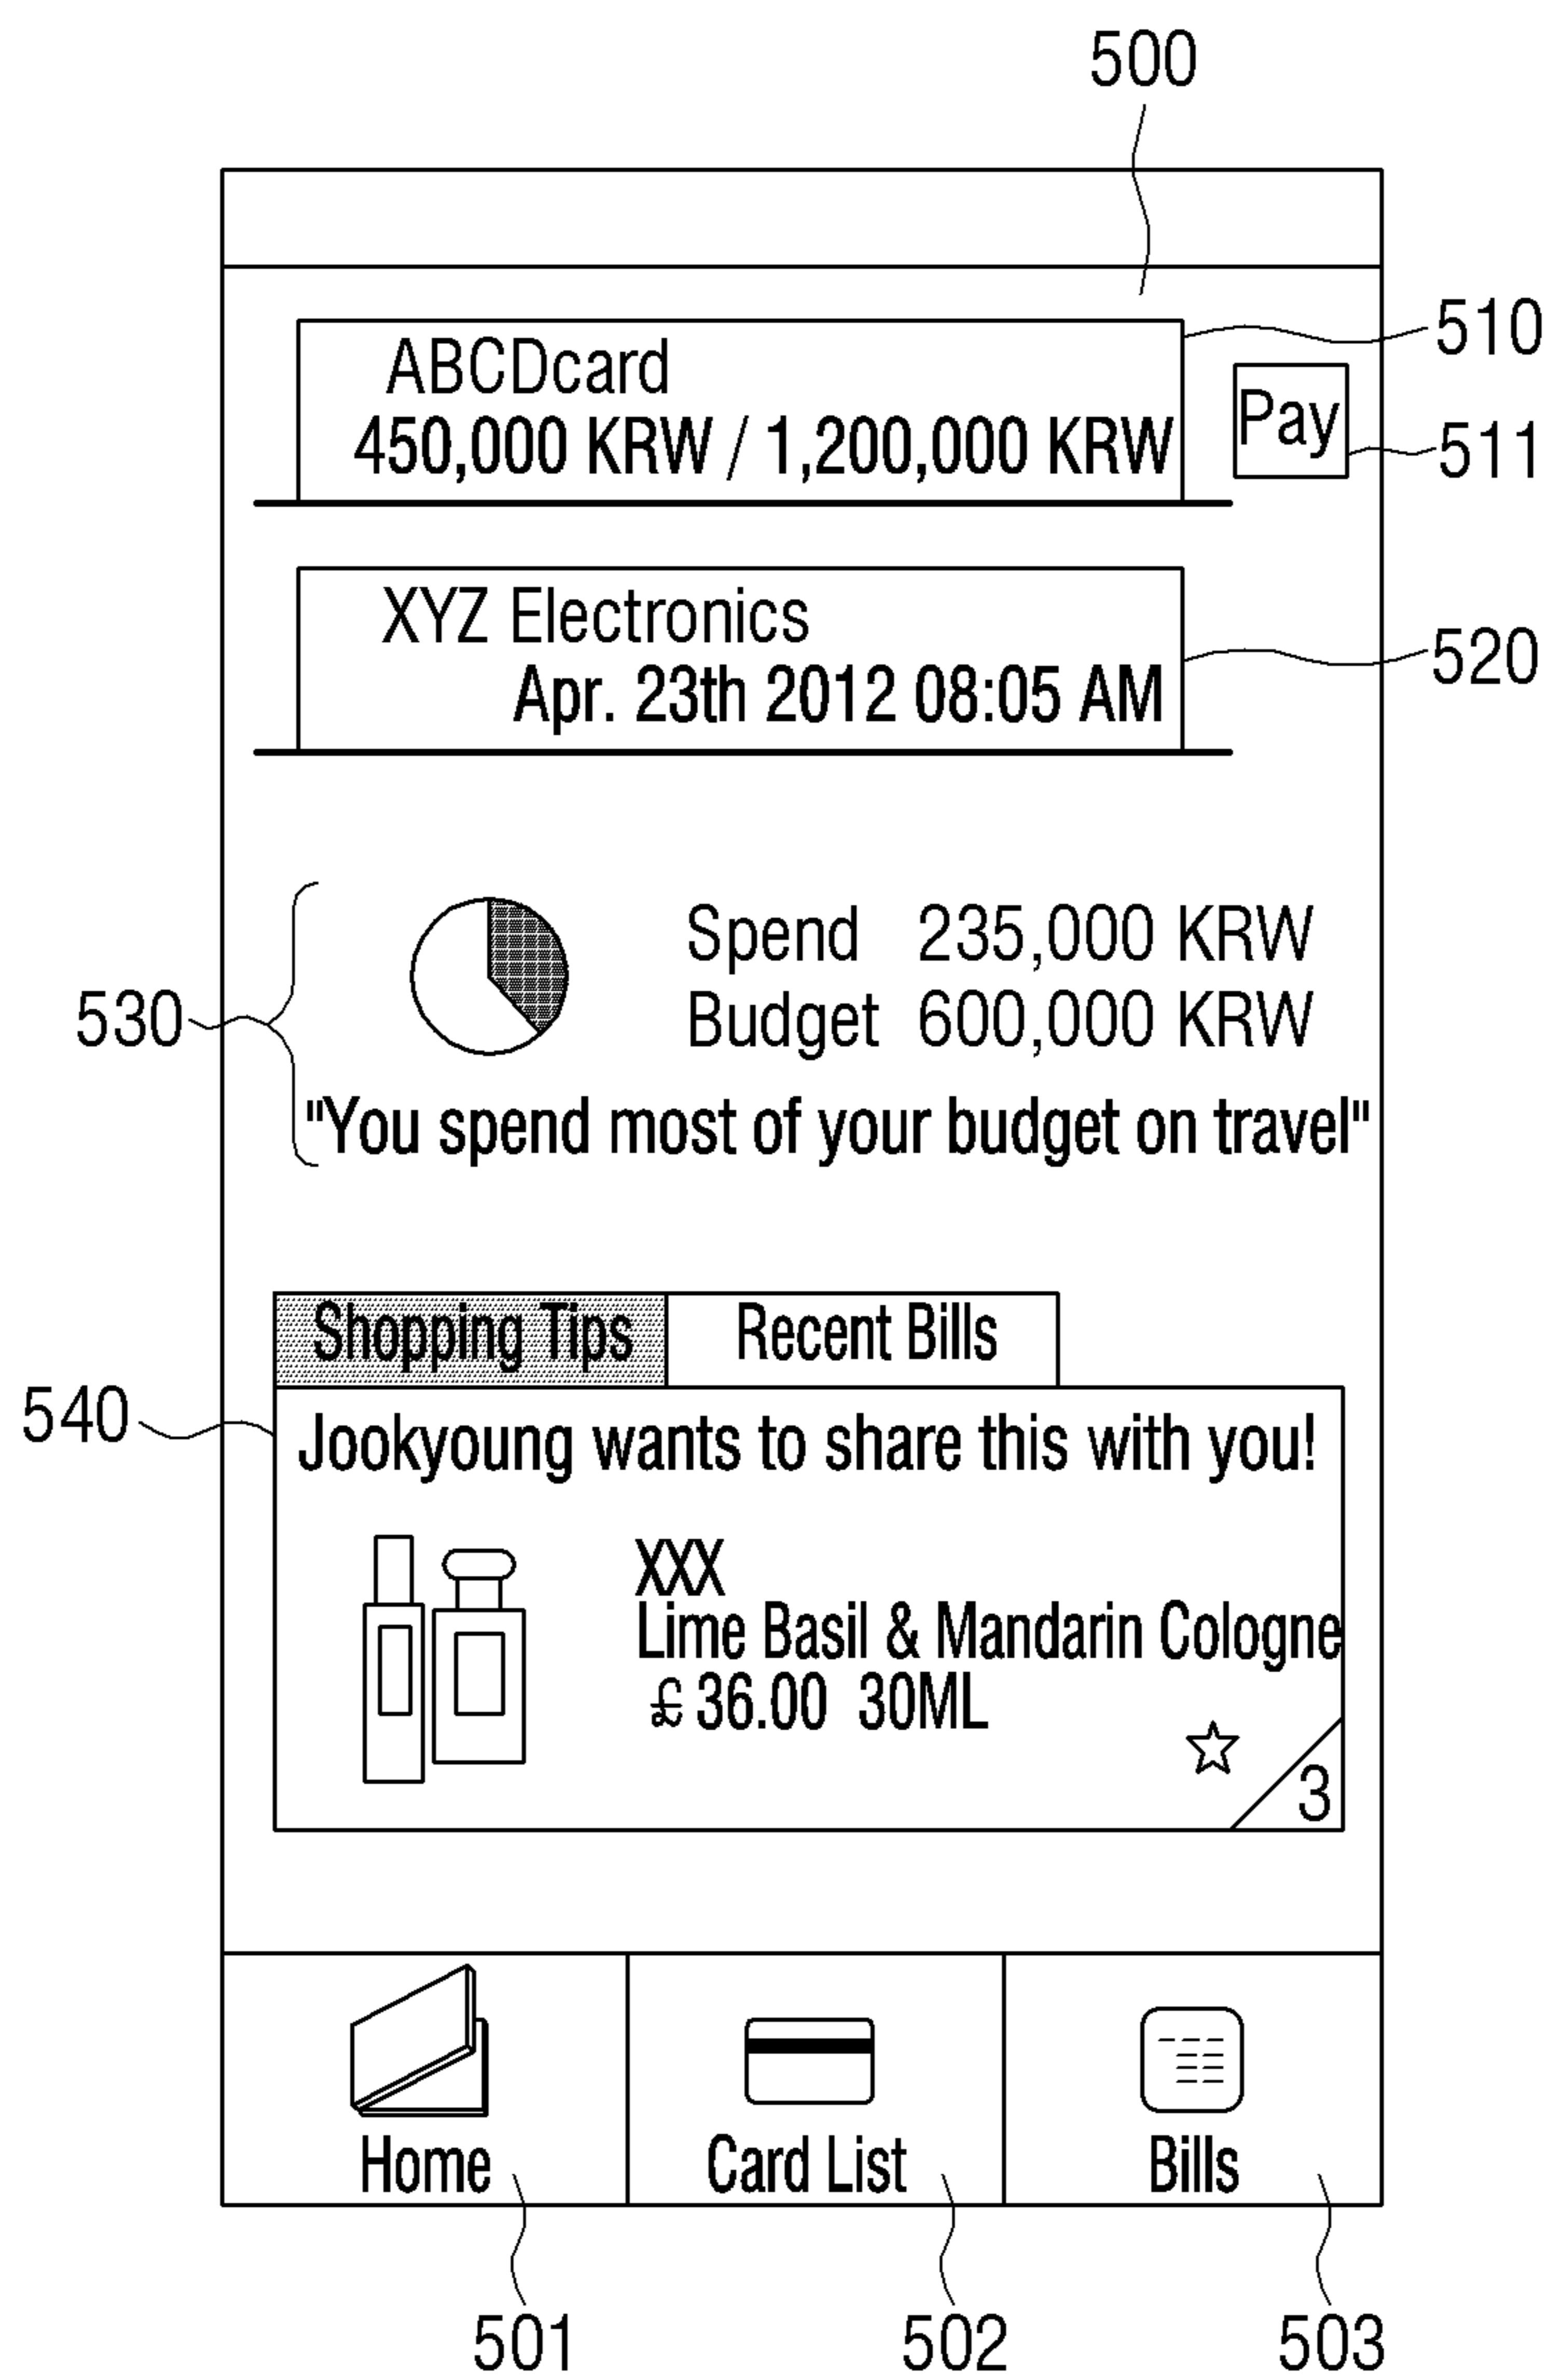 500
ABCDcard
510
450,000 KRW / 1,200,000 KRW
Pay
511
XYZ Electronics
520
Apr. 23th 2012 08:05 AM
Spend 235,000 KRW
530
Budget 600,000 KRW
"You spend most of your budget on travel"
Shopping Tips Recent Bills
540
Jookyoung wants to share this with you!
XXX
Lime Basil & Mandarin Cologne
£36.00 30ML
3
Home Card List Bills
501 502 503